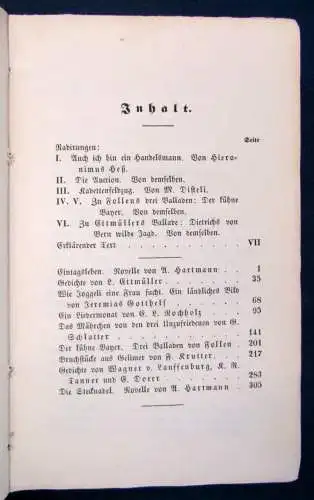 Inhalt.
Seite
Radirungen:
I. Auch ich bin ein Handelsmann. Von Hiero-
nimus Heß.
II. Die Auction. Von demselben.
III. Kadettenfeldzug. Von M. Disteli.
IV. V. Zu Follens drei Balladen: Der kühne
Bayer. Von demselben.
VI. Zu Ettmüllers Ballade: Dietrichs von
Bern wilde Jagd. Von demselben.
Erklärender Text . . . . . . . . . VII
Eintagsleben. Novelle von A. Hartmann . . 1
Gedichte von L. Ettmüller . . . . . . 35
Wie Joggeli eine Frau sucht. Ein ländliches Bild
von Jeremias Gotthelf . . . . . 68
Ein Liedermonat von E. L. Rochholz . . . 95
Das Mährchen von den drei Unzufriedenen von G.
Schlatter . . . . . . . . . 141
Der kühne Bayer. Drei Balladen von Follen . 201
Bruchstück aus Gelimer von F. Krutter . . . 217
Gedichte von Wagner v. Lauffenburg, K. R.
Tanner und E. Dorer . . . . . 283
Die Stecknadel. Novelle von A. Hartmann . . 305